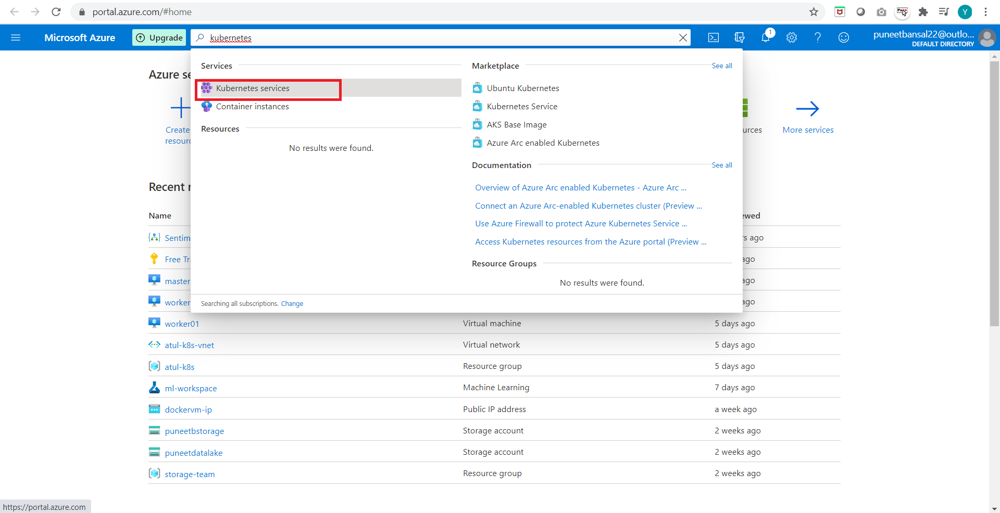 portal.azure.com/#home
Y
Microsoft Azure
Upgrade
kubernetes
1
puneetbansal22@outlo...
DEFAULT DIRECTORY
Azure se
Create
resourc
urces
More services
Services
Kubernetes services
Container instances
Resources
No results were found.
Marketplace
See all
Ubuntu Kubernetes
Kubernetes Service
AKS Base Image
Azure Arc enabled Kubernetes
Documentation
See all
Overview of Azure Arc enabled Kubernetes - Azure Arc ...
Connect an Azure Arc-enabled Kubernetes cluster (Preview ...
Use Azure Firewall to protect Azure Kubernetes Service ...
Access Kubernetes resources from the Azure portal (Preview ...
Resource Groups
No results were found.
Searching all subscriptions. Change
Recent r
Name
ewed
Sentim
rs ago
Free Tr
ago
master
ago
worker
ago
worker01 Virtual machine 5 days ago
atul-k8s-vnet Virtual network 5 days ago
atul-k8s Resource group 5 days ago
ml-workspace Machine Learning 7 days ago
dockervm-ip Public IP address a week ago
puneetbstorage Storage account 2 weeks ago
puneetdatalake Storage account 2 weeks ago
storage-team Resource group 2 weeks ago
https://portal.azure.com